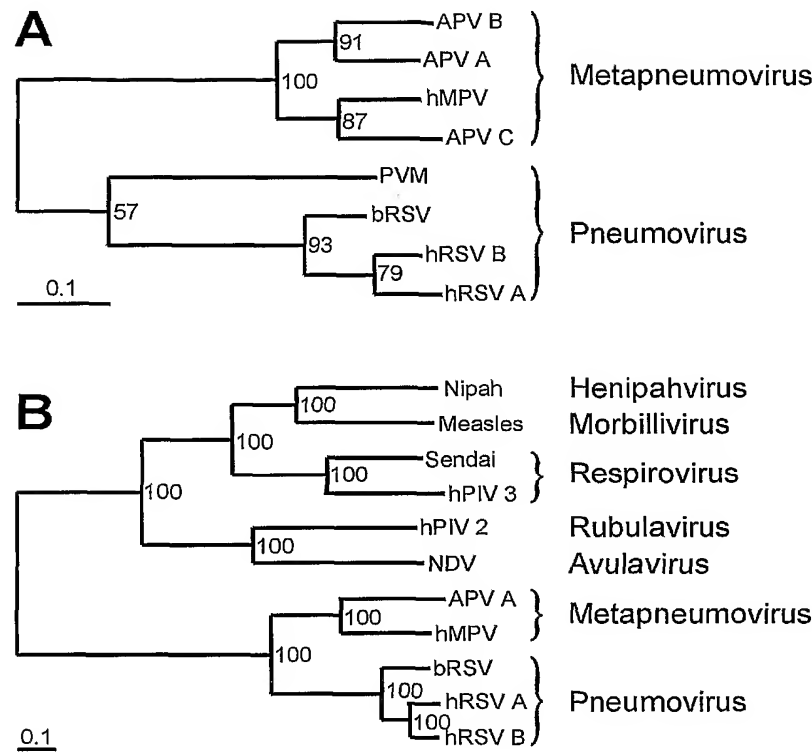 A
APV B
91
APV A
100
Metapneumovirus
hMPV
87
APV C
PVM
57
bRSV
93
Pneumovirus
hRSV B
79
hRSV A
0.1
B
Nipah Henipahvirus
100
Measles Morbillivirus
100
Sendai
100
Respirovirus
hPIV 3
100
hPIV 2 Rubulavirus
100
NDV Avulavirus
APV A
100
Metapneumovirus
hMPV
100
bRSV
100
hRSV A
Pneumovirus
100
hRSV B
0.1